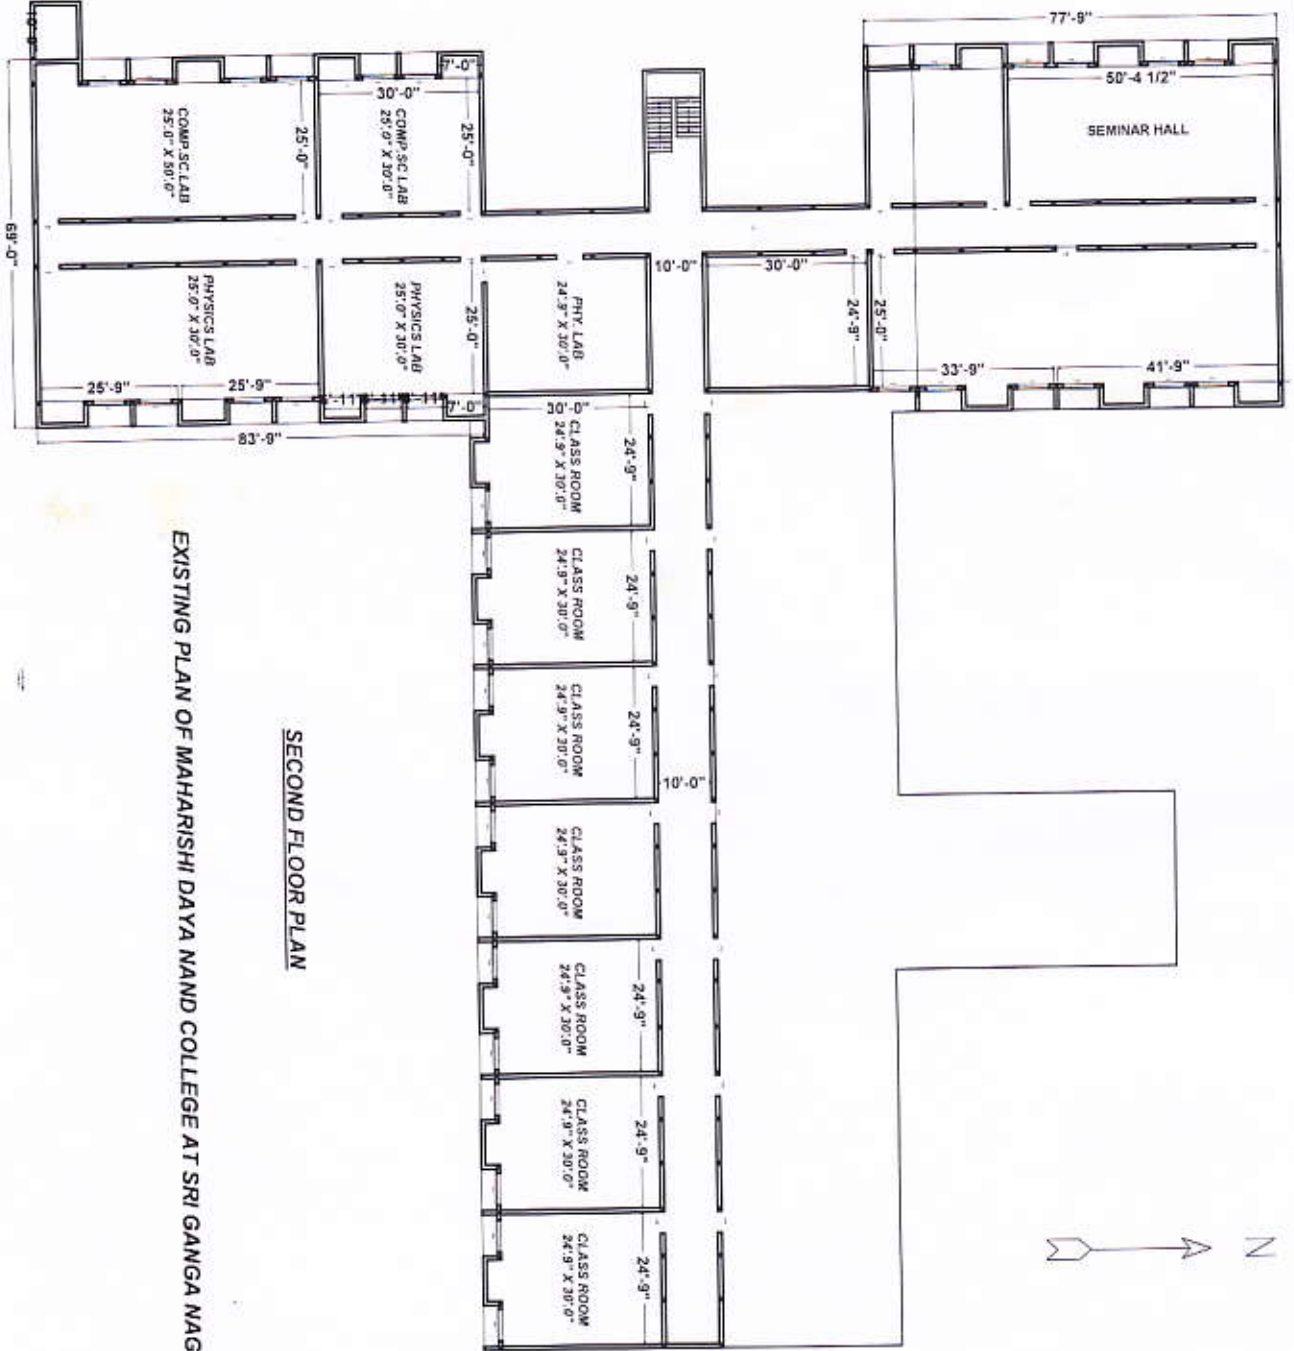 77'-9"
7'-0"
30'-0"
50'-4 1/2"
COMP.SC.LAB
25'.0" X 50'.0"
25'-0"
COMP.SC LAB
25'.0" X 30'.0"
25'-0"
SEMINAR HALL
69'-0"
10'-0"
30'-0"
PHYSICS LAB
25'.0" X 30'.0"
PHYSICS LAB
25'.0" X 30'.0"
25'-0"
PHY. LAB
24'.9" X 30'.0"
24'-9"
25'-0"
33'-9"
41'-9"
25'-9"
25'-9"
7'-0"
30'-0"
83'-9"
CLASS ROOM
24'.9" X 30'.0"
24'-9"
CLASS ROOM
24'.9" X 30'.0"
24'-9"
CLASS ROOM
24'.9" X 30'.0"
24'-9"
10'-0"
CLASS ROOM
24'.9" X 30'.0"
CLASS ROOM
24'.9" X 30'.0"
24'-9"
CLASS ROOM
24'.9" X 30'.0"
24'-9"
CLASS ROOM
24'.9" X 30'.0"
24'-9"
N
SECOND FLOOR PLAN
EXISTING PLAN OF MAHARISHI DAYA NAND COLLEGE AT SRI GANGA NAG